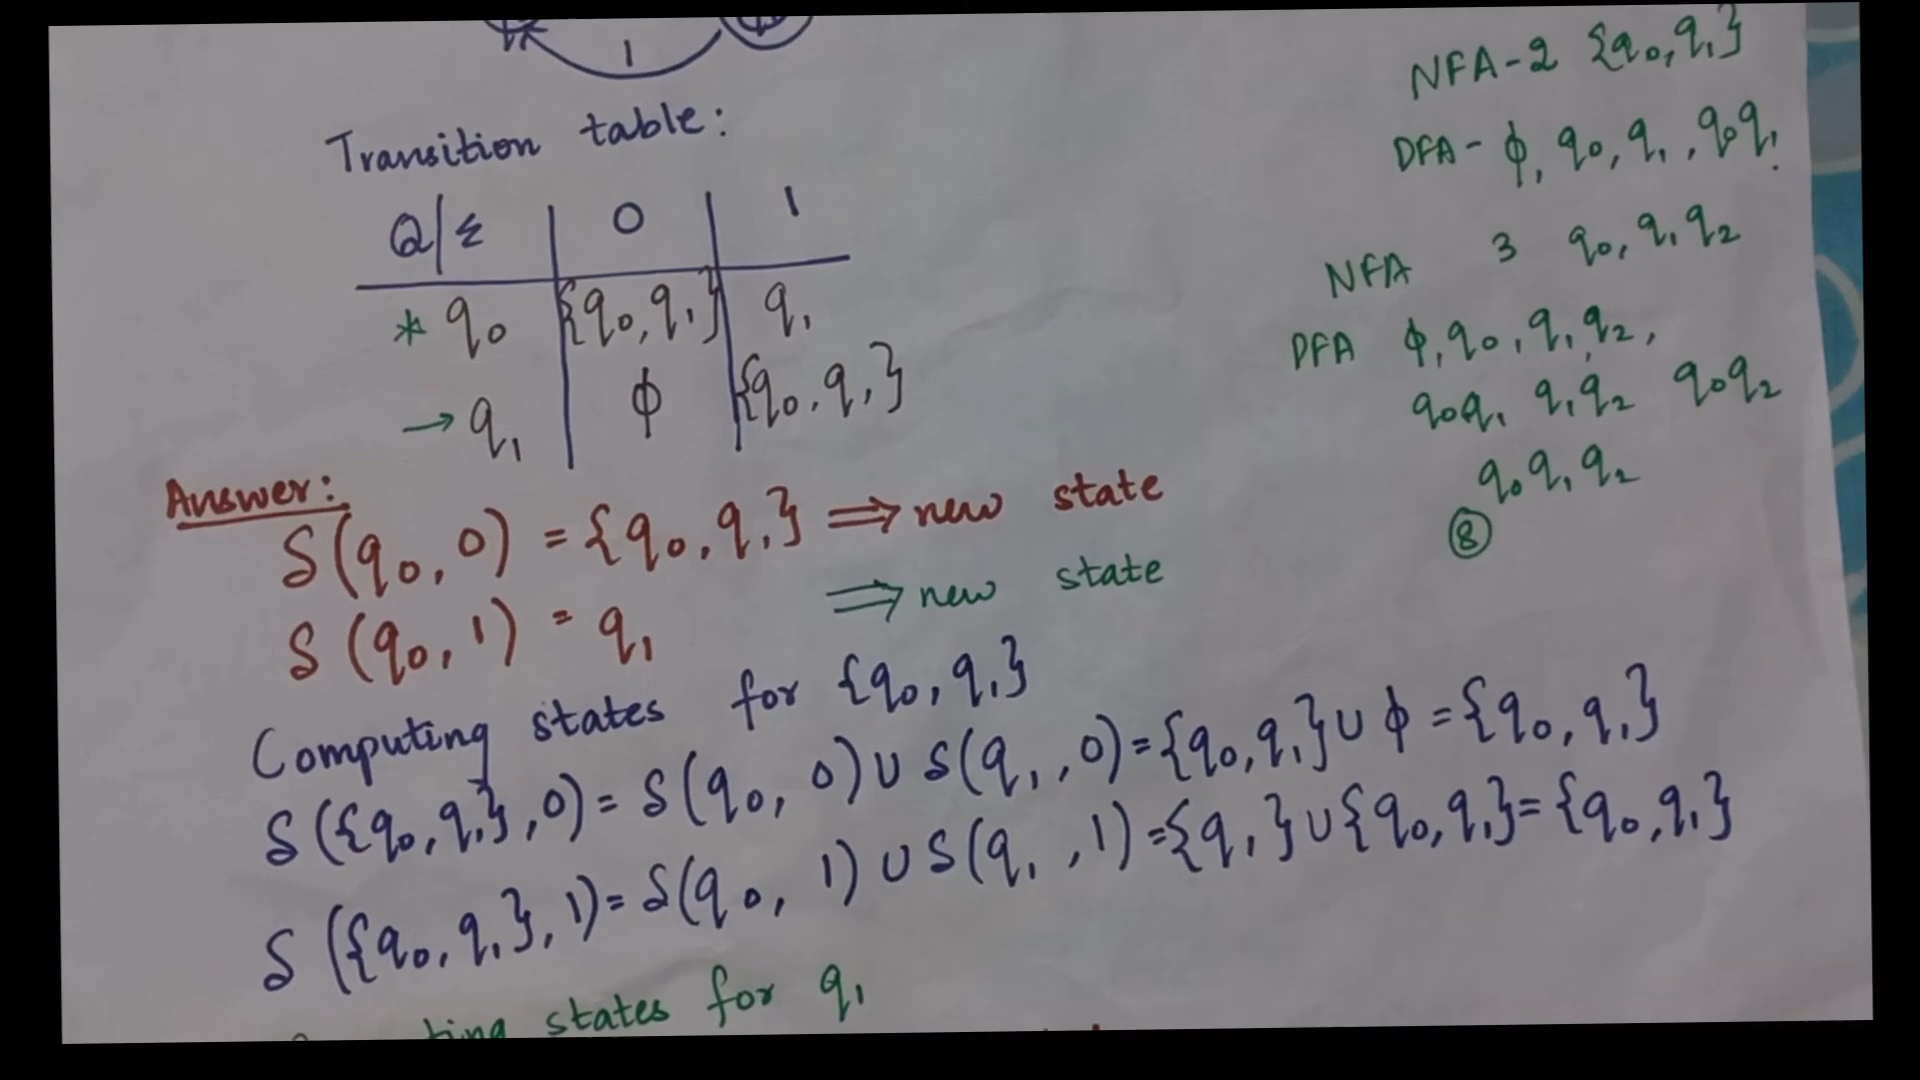 1
Transition table:
Q/Σ 0 1
* q0 {q0,q1} q1
→ q1 ϕ {q0,q1}
Answer:
δ(q0,0) = {q0,q1} ⟹ new state
δ(q0,1) = q1 ⟹ new state
Computing states for {q0,q1}
δ({q0,q1},0) = δ(q0,0) ∪ δ(q1,0) = {q0,q1} ∪ ϕ = {q0,q1}
δ({q0,q1},1) = δ(q0,1) ∪ δ(q1,1) = {q1} ∪ {q0,q1} = {q0,q1}
states for q1
NFA-2 {q0,q1}
DFA - ϕ, q0, q1, q0q1.
NFA 3 q0, q1 q2
DFA ϕ, q0, q1, q2,
q0q1 q1q2 q0q2
q0q1q2
8